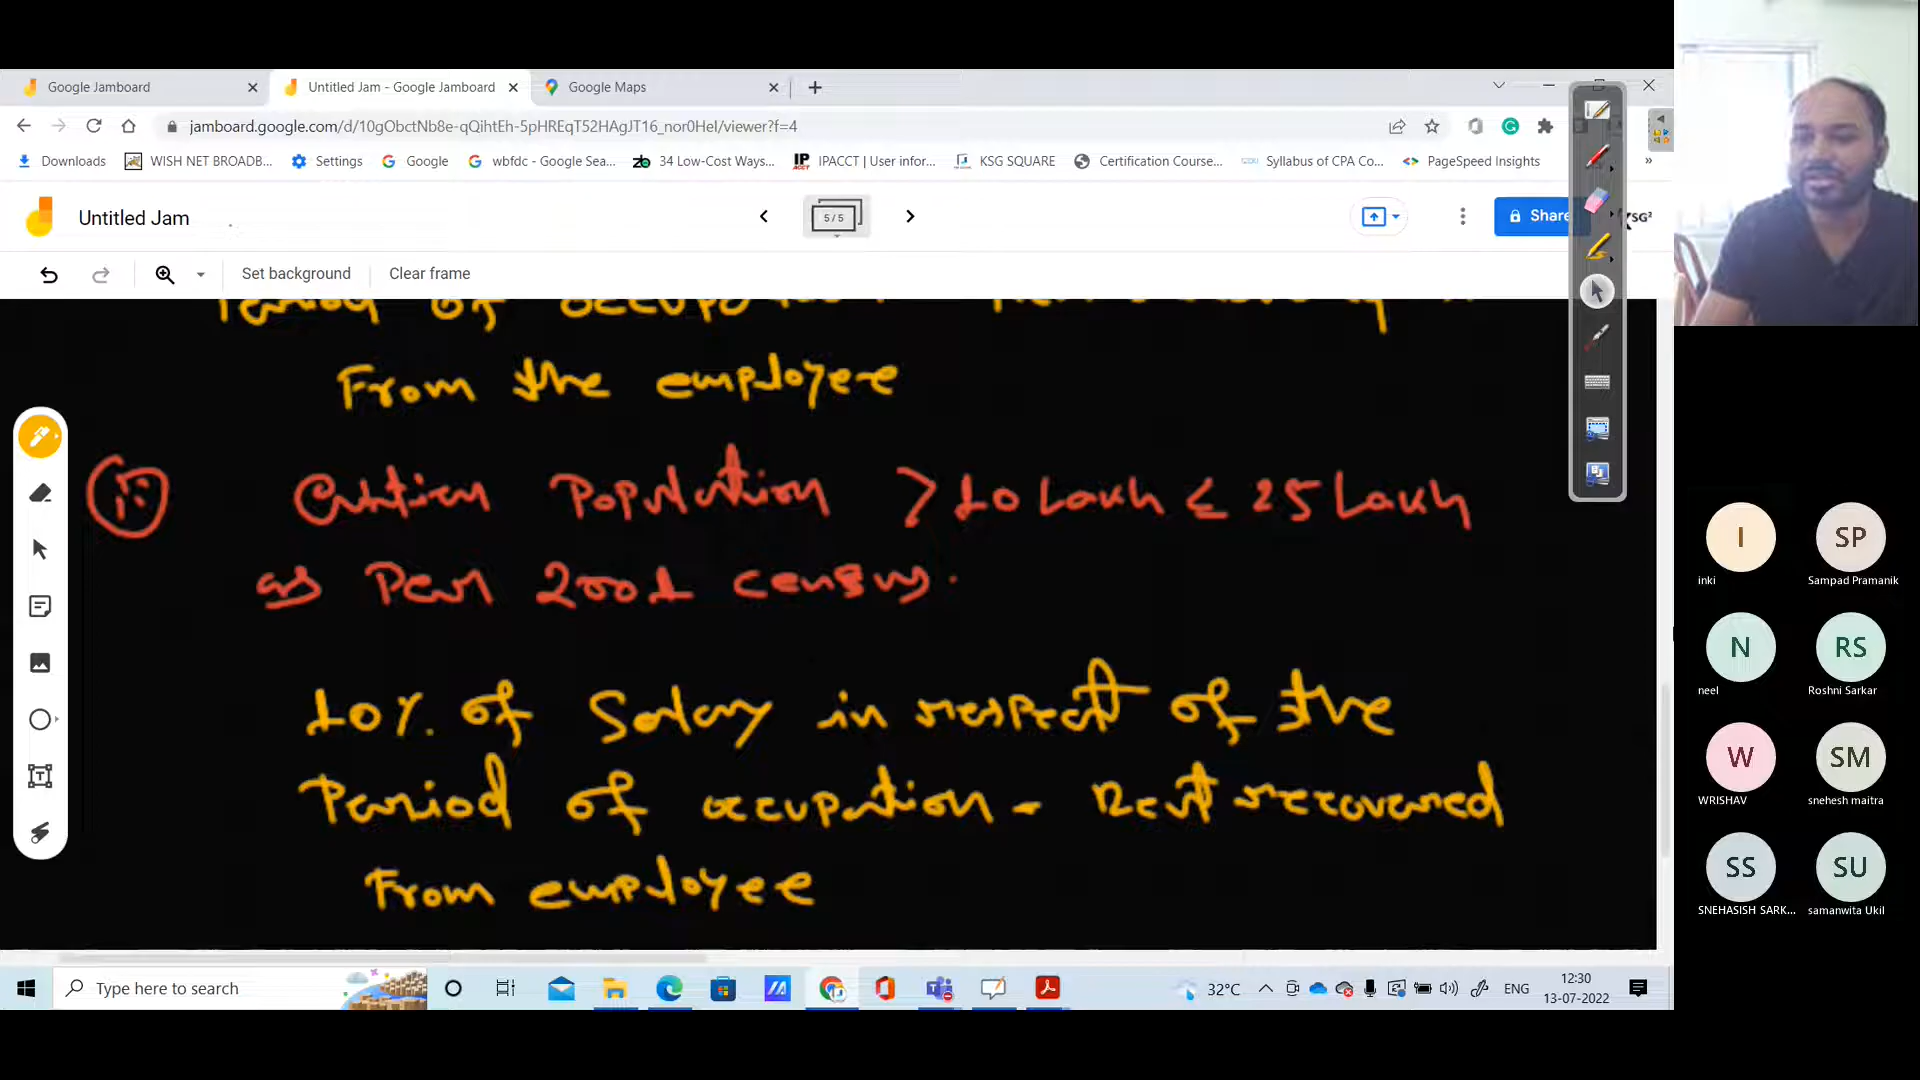 Google Jamboard
Untitled Jam - Google Jamboard
Google Maps
jamboard.google.com/d/10gObctNb8e-qQihtEh-5pHREqT52HAgJT16_nor0HeI/viewer?f=4
Downloads
WISH NET BROADB...
Settings
Google
wbfdc - Google Sea...
34 Low-Cost Ways...
IPACCT | User infor...
KSG SQUARE
Certification Course...
Syllabus of CPA Co...
PageSpeed Insights
»
Untitled Jam
5 / 5
Share
Set background
Clear frame
Period of
From the employee
ii
Cities Population > 10 Lakh ≤ 25 Lakh
as Per 2001 census.
10% of Salary in respect of the
Period of occupation - Rent recovered
From employee
inki
SP
Sampad Pramanik
N
neel
RS
Roshni Sarkar
W
WRISHAV
SM
snehesh maitra
SS
SNEHASISH SARK...
SU
samanwita Ukil
Type here to search
32°C
ENG
12:30
13-07-2022